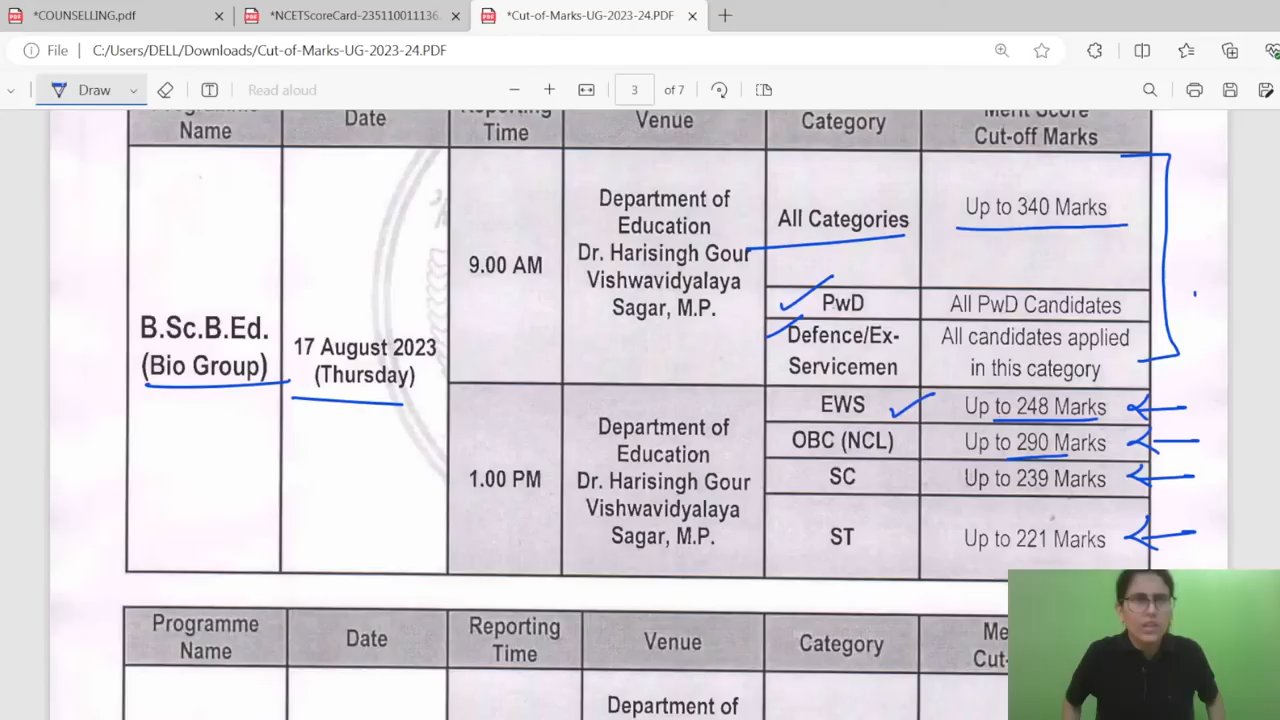 *COUNSELLING.pdf
*NCETScoreCard-235110011136.
*Cut-of-Marks-UG-2023-24.PDF
File
C:/Users/DELL/Downloads/Cut-of-Marks-UG-2023-24.PDF
Draw
Read aloud
3 of 7
Programme Name
Date
Reporting Time
Venue
Category
Merit Score Cut-off Marks
B.Sc.B.Ed.
(Bio Group)
17 August 2023
(Thursday)
9.00 AM
Department of
Education
Dr. Harisingh Gour
Vishwavidyalaya
Sagar, M.P.
All Categories
Up to 340 Marks
PwD
All PwD Candidates
Defence/Ex-
Servicemen
All candidates applied
in this category
1.00 PM
Department of
Education
Dr. Harisingh Gour
Vishwavidyalaya
Sagar, M.P.
EWS
Up to 248 Marks
OBC (NCL)
Up to 290 Marks
SC
Up to 239 Marks
ST
Up to 221 Marks
Programme
Name
Date
Reporting
Time
Venue
Category
Department of